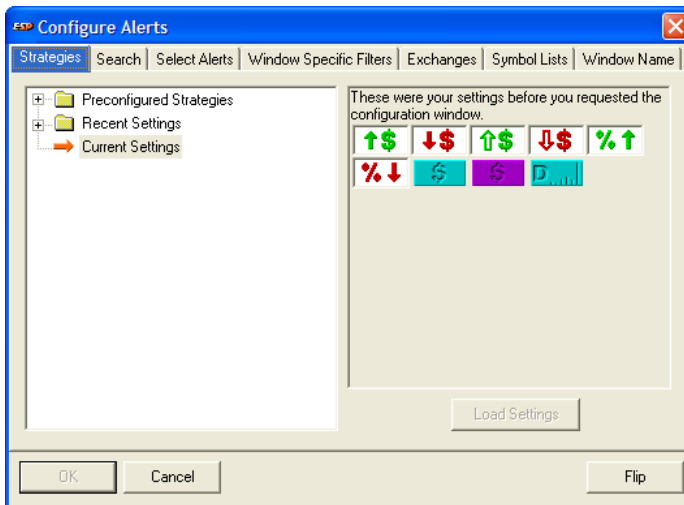 ESP Configure Alerts
Strategies Search Select Alerts Window Specific Filters Exchanges Symbol Lists Window Name
Preconfigured Strategies
Recent Settings
Current Settings
These were your settings before you requested the
configuration window.
$ $ $ $ %
% $ $ D
Load Settings
OK Cancel Flip